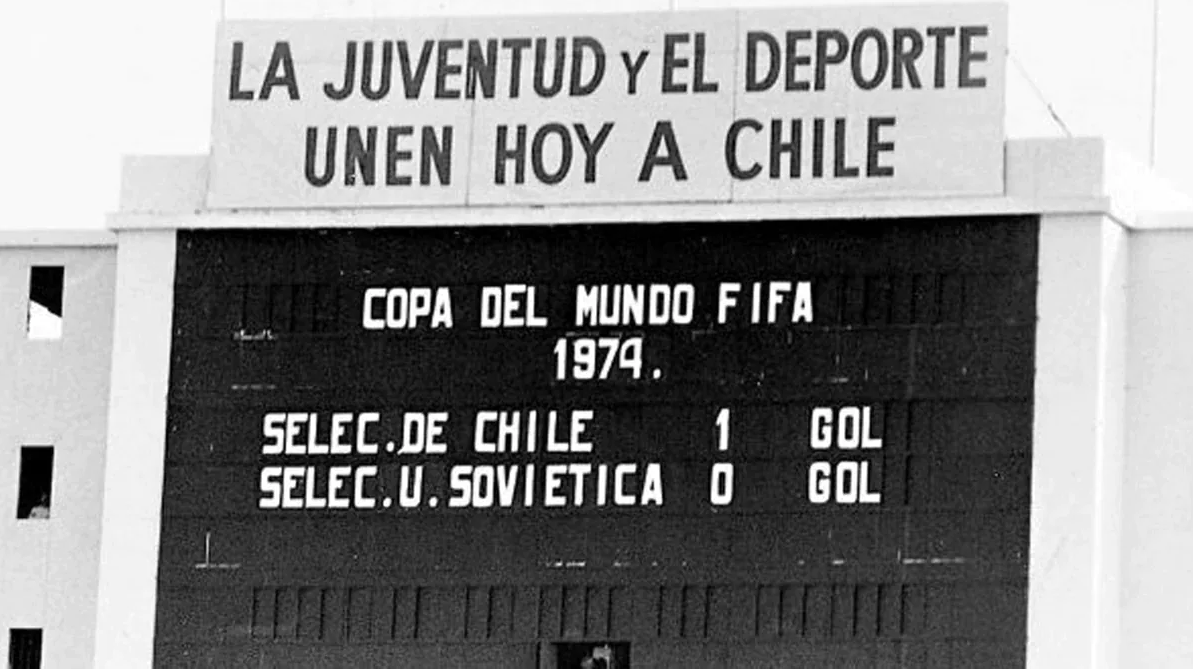 LA JUVENTUD Y EL DEPORTE
UNEN HOY A CHILE
COPA DEL MUNDO FIFA
1974.
SELEC.DE CHILE 1 GOL
SELEC.U.SOVIETICA 0 GOL